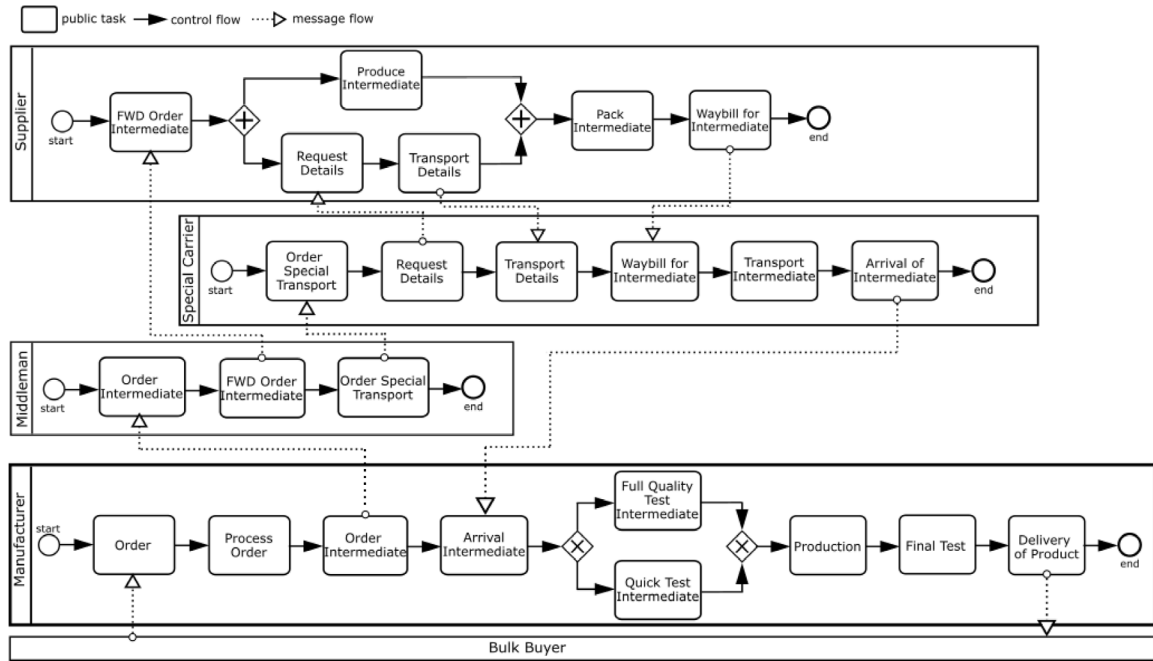 public task
control flow
message flow
Supplier
start
FWD Order
Intermediate
Produce
Intermediate
Request
Details
Transport
Details
Pack
Intermediate
Waybill for
Intermediate
end
Special Carrier
start
Order
Special
Transport
Request
Details
Transport
Details
Waybill for
Intermediate
Transport
Intermediate
Arrival of
Intermediate
end
Middleman
start
Order
Intermediate
FWD Order
Intermediate
Order Special
Transport
end
Manufacturer
start
Order
Process
Order
Order
Intermediate
Arrival
Intermediate
Full Quality
Test
Intermediate
Quick Test
Intermediate
Production
Final Test
Delivery
of Product
end
Bulk Buyer